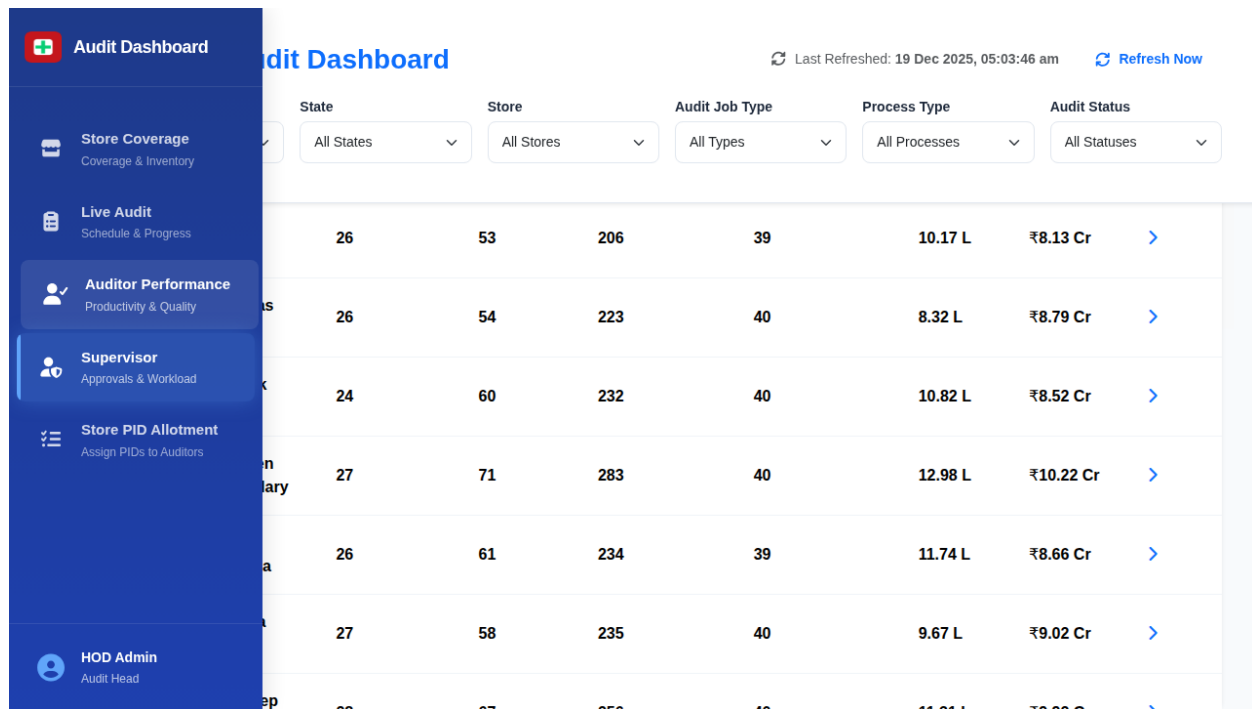 Audit Dashboard
Store Coverage
Coverage & Inventory
Live Audit
Schedule & Progress
Auditor Performance
Productivity & Quality
Supervisor
Approvals & Workload
Store PID Allotment
Assign PIDs to Auditors
HOD Admin
Audit Head
udit Dashboard
Last Refreshed: 19 Dec 2025, 05:03:46 am
Refresh Now
State Store Audit Job Type Process Type Audit Status
All States All Stores All Types All Processes All Statuses
26 53 206 39 10.17 L ₹8.13 Cr
as
26 54 223 40 8.32 L ₹8.79 Cr
k
24 60 232 40 10.82 L ₹8.52 Cr
en
lary
27 71 283 40 12.98 L ₹10.22 Cr
26 61 234 39 11.74 L ₹8.66 Cr
a
a
27 58 235 40 9.67 L ₹9.02 Cr
ep